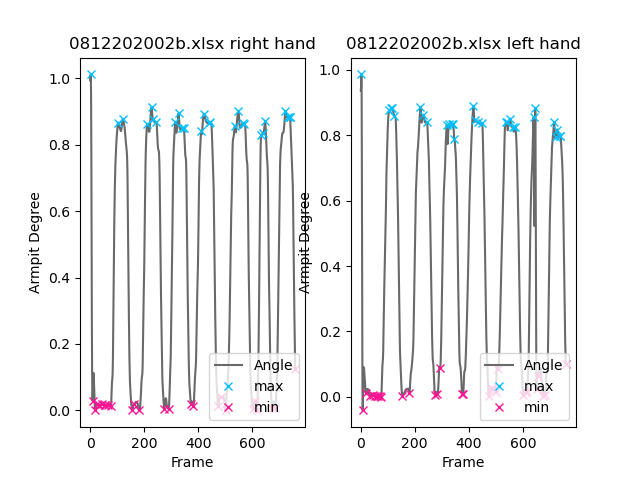 0812202002b.xlsx right hand
1.0
0.8
0.6
0.4
0.2
0.0
Armpit Degree
0
200
400
600
Frame
Angle
max
min
0812202002b.xlsx left hand
1.0
0.8
0.6
0.4
0.2
0.0
Armpit Degree
0
200
400
600
Frame
Angle
max
min